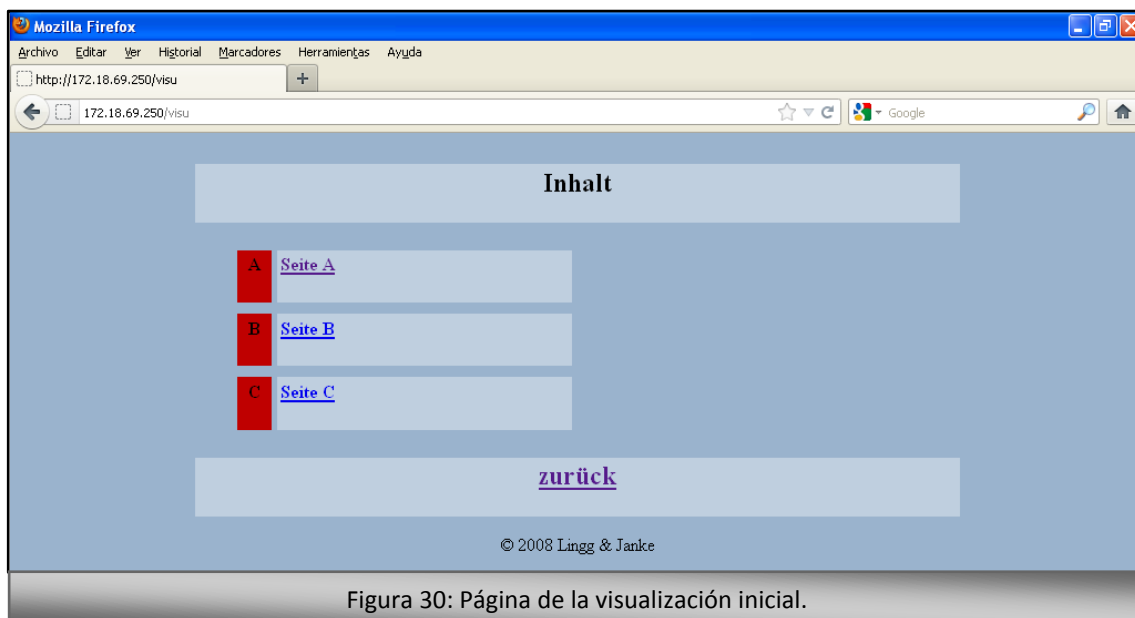 Mozilla Firefox
Archivo Editar Ver Historial Marcadores Herramientas Ayuda
http://172.18.69.250/visu
172.18.69.250/visu Google
Inhalt
A Seite A
B Seite B
C Seite C
zurück
© 2008 Lingg & Janke
Figura 30: Página de la visualización inicial.